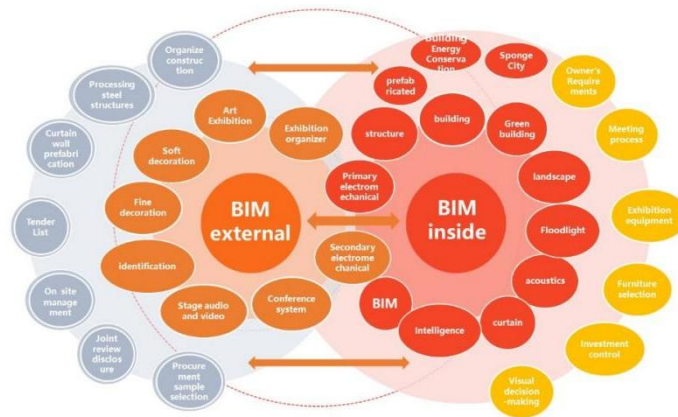 Organize
construc
tion
Processing
steel
structures
Curtain
wall
prefabri
cation
Tender
List
On site
manage
ment
Joint
review
disclos
ure
Procure
ment
sample
selection
Art
Exhibition
Exhibition
organizer
Soft
decoration
Fine
decoration
identification
Stage audio
and video
Conference
system
BIM
external
Secondary
electrome
chanical
Primary
electrom
echanical
BIM
inside
structure
prefab
ricated
Building
Energy
Conserva
tion
Sponge
City
building
Green
building
landscape
Floodlight
acoustics
curtain
Intelligence
BIM
Owner's
Require
ments
Meeting
process
Exhibition
equipment
Furniture
selection
Investment
control
Visual
decision
-making